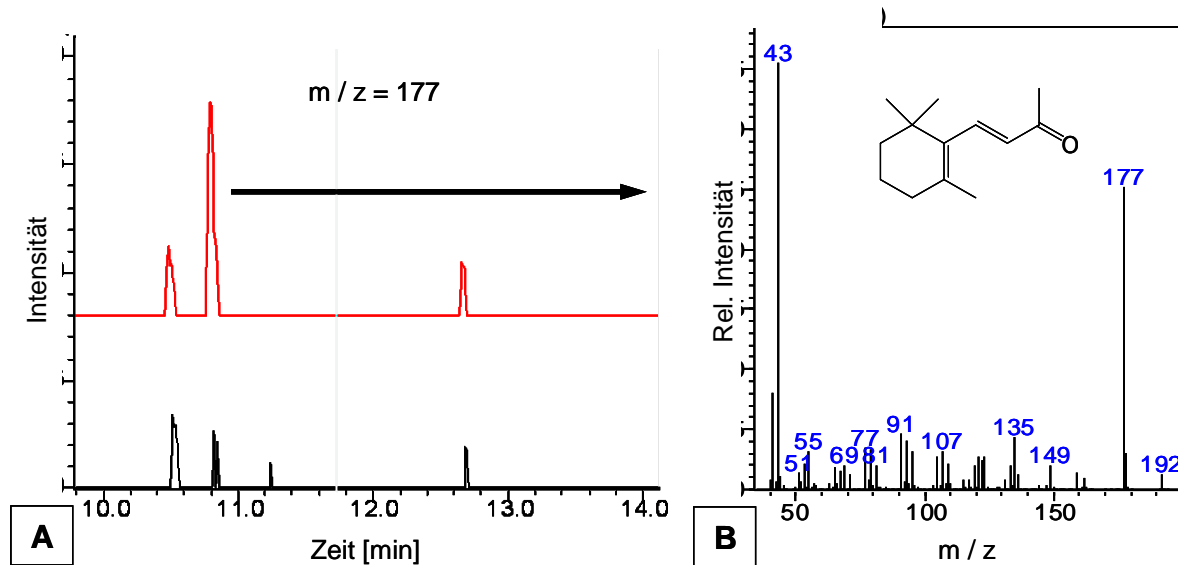 m / z = 177
Intensität
10.0 11.0 12.0 13.0 14.0
Zeit [min]
A
43
O
177
Rel. Intensität
91
135
55
77
107
51
69
81
149
192
50 100 150
m / z
B